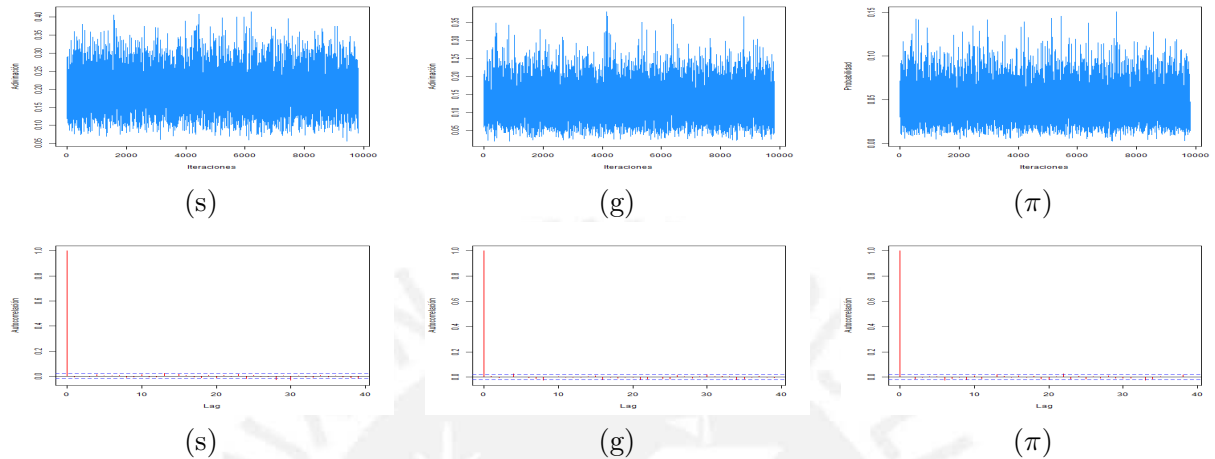 0.05 0.10 0.15 0.20 0.25 0.30 0.35 0.40
Adivinación
0 2000 4000 6000 8000 10000
Iteraciones
(s)
0.05 0.10 0.15 0.20 0.25 0.30 0.35
Adivinación
0 2000 4000 6000 8000 10000
Iteraciones
(g)
0.00 0.05 0.10 0.15
Probabilidad
0 2000 4000 6000 8000 10000
Iteraciones
(π)
0.0 0.2 0.4 0.6 0.8 1.0
Autocorrelación
0 10 20 30 40
Lag
(s)
0.0 0.2 0.4 0.6 0.8 1.0
Autocorrelación
0 10 20 30 40
Lag
(g)
0.0 0.2 0.4 0.6 0.8 1.0
Autocorrelación
0 10 20 30 40
Lag
(π)